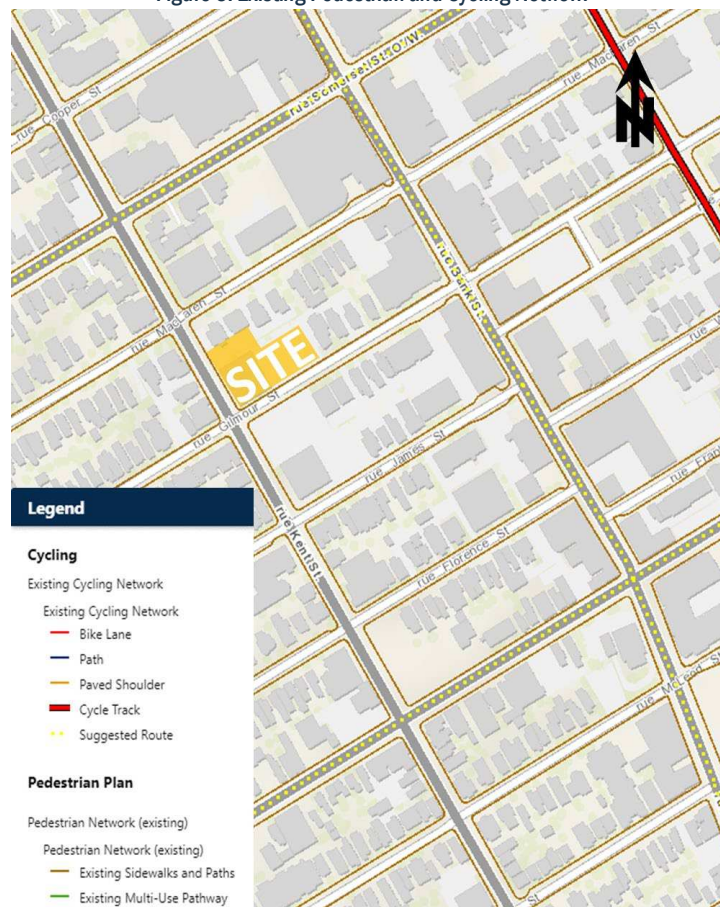 Figure 3: Existing Pedestrian and Cycling Network
rue Cooper St
rue Somerset St. O/W.
rue MacLaren St
N
rue MacLaren St
rue Bank St
SITE
rue Gilmour St
rue James St
rue Frank
rue Kent St
rue Florence St
rue McLeod St
St
Legend
Cycling
Existing Cycling Network
Existing Cycling Network
Bike Lane
Path
Paved Shoulder
Cycle Track
Suggested Route
Pedestrian Plan
Pedestrian Network (existing)
Pedestrian Network (existing)
Existing Sidewalks and Paths
Existing Multi-Use Pathway